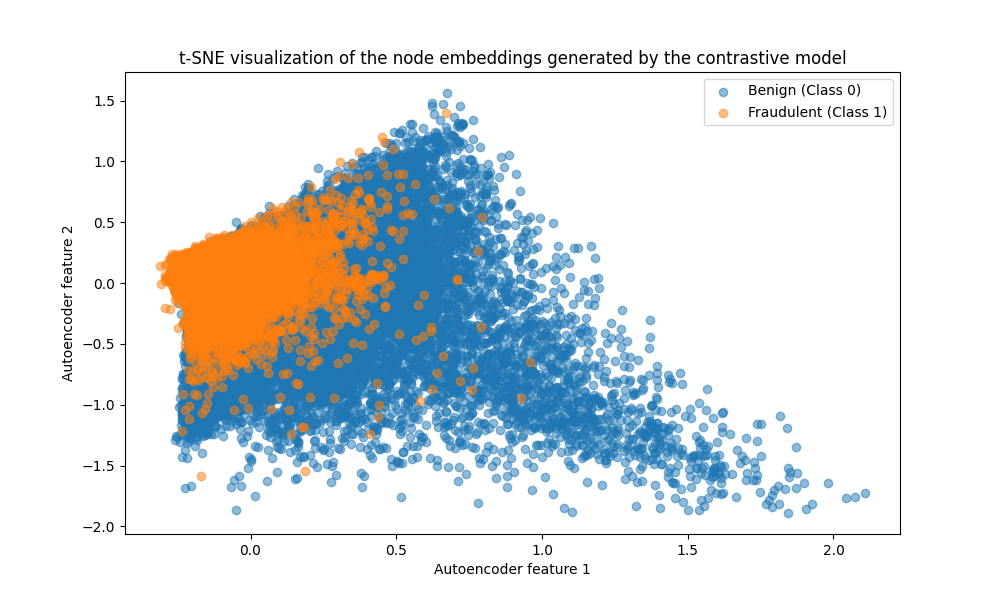 t-SNE visualization of the node embeddings generated by the contrastive model
Benign (Class 0)
Fraudulent (Class 1)
1.5
1.0
0.5
0.0
−0.5
−1.0
−1.5
−2.0
Autoencoder feature 2
0.0 0.5 1.0 1.5 2.0
Autoencoder feature 1